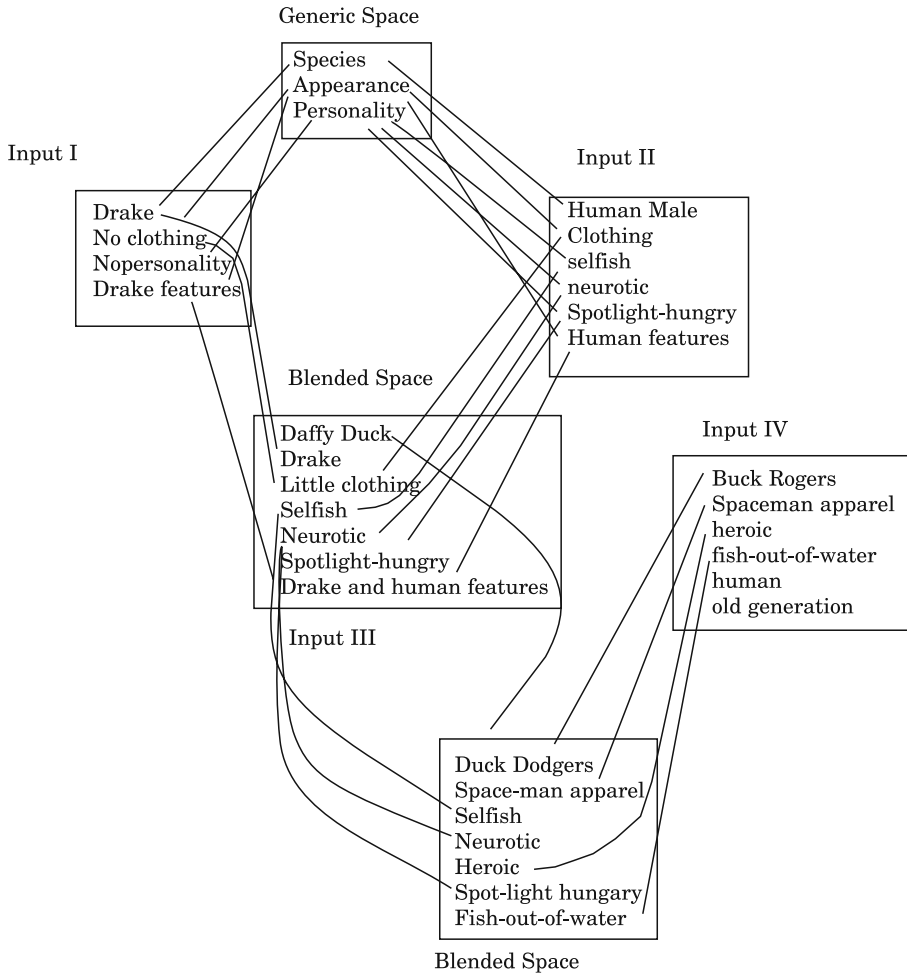 Generic Space
Species
Appearance
Personality
Input I
Drake
No clothing
Nopersonality
Drake features
Input II
Human Male
Clothing
selfish
neurotic
Spotlight-hungry
Human features
Blended Space
Daffy Duck
Drake
Little clothing
Selfish
Neurotic
Spotlight-hungry
Drake and human features
Input III
Input IV
Buck Rogers
Spaceman apparel
heroic
fish-out-of-water
human
old generation
Duck Dodgers
Space-man apparel
Selfish
Neurotic
Heroic
Spot-light hungary
Fish-out-of-water
Blended Space